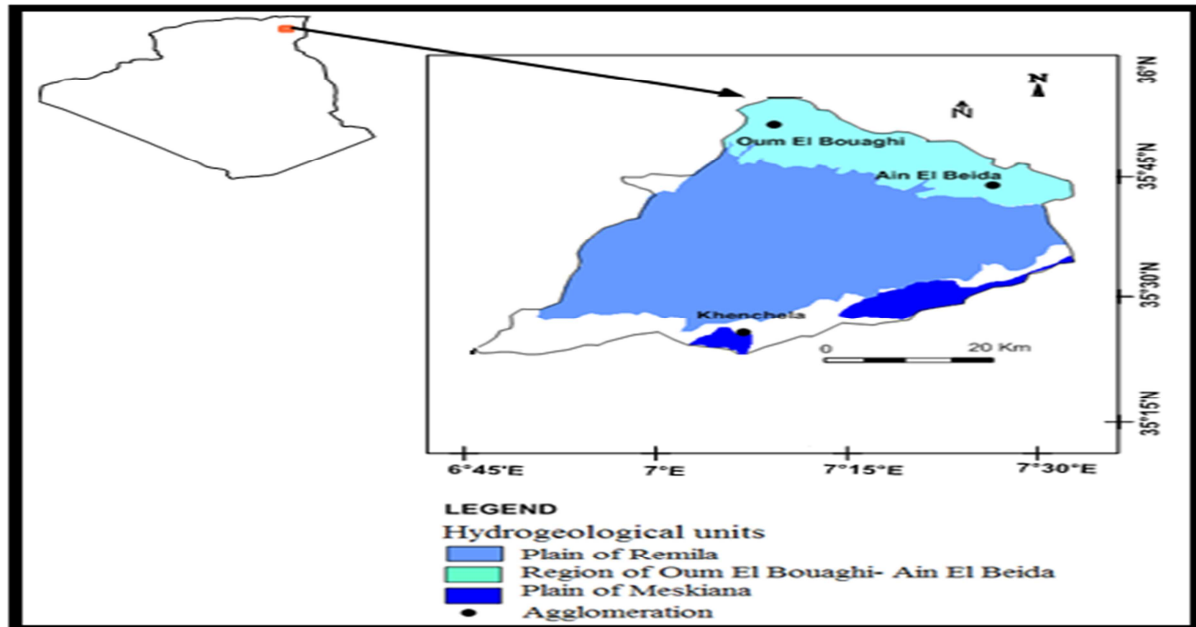 N
N
36°N
Oum El Bouaghi
Ain El Beida
35°45'N
35°30'N
Khenchela
0 20 Km
35°15'N
6°45'E 7°E 7°15'E 7°30'E
LEGEND
Hydrogeological units
Plain of Remila
Region of Oum El Bouaghi- Ain El Beida
Plain of Meskiana
Agglomeration